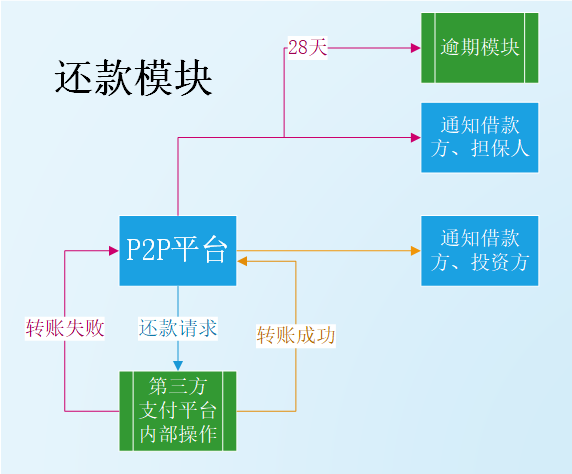 还款模块
28天
逾期模块
通知借款
方、担保人
P2P平台
通知借款
方、投资方
转账失败
还款请求
转账成功
第三方
支付平台
内部操作